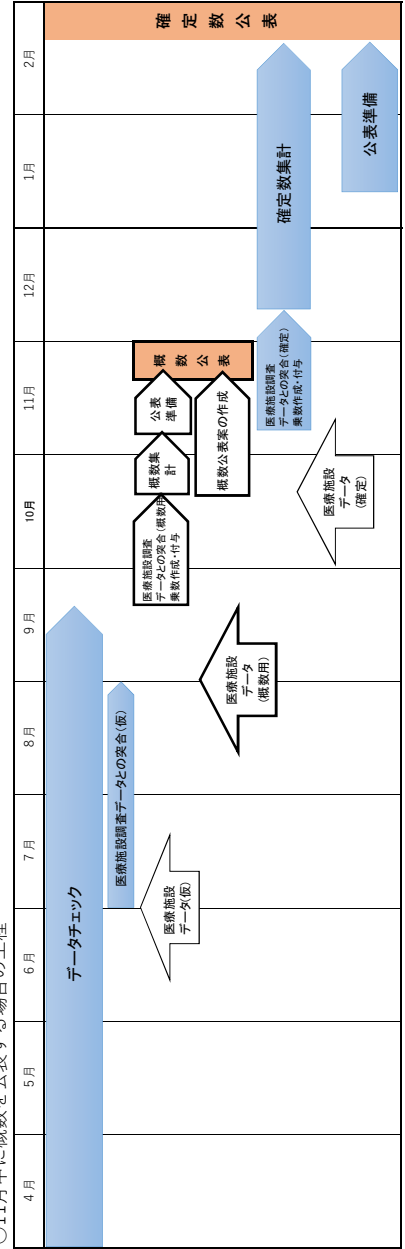 ○11月中に概数を公表する場合の工程
4月
5月
6月
7月
8月
9月
10月
11月
12月
1月
2月
データチェック
医療施設調査データとの突合(仮)
医療施設
データ(仮)
医療施設調査
データとの突合(概数用)
乗数作成・付与
概数集
計
公表
準備
概数公表
概数公表案の作成
医療施設
データ
(概数用)
医療施設調査
データとの突合(確定)
乗数作成・付与
確定数集計
医療施設
データ
(確定)
公表準備
確定数公表